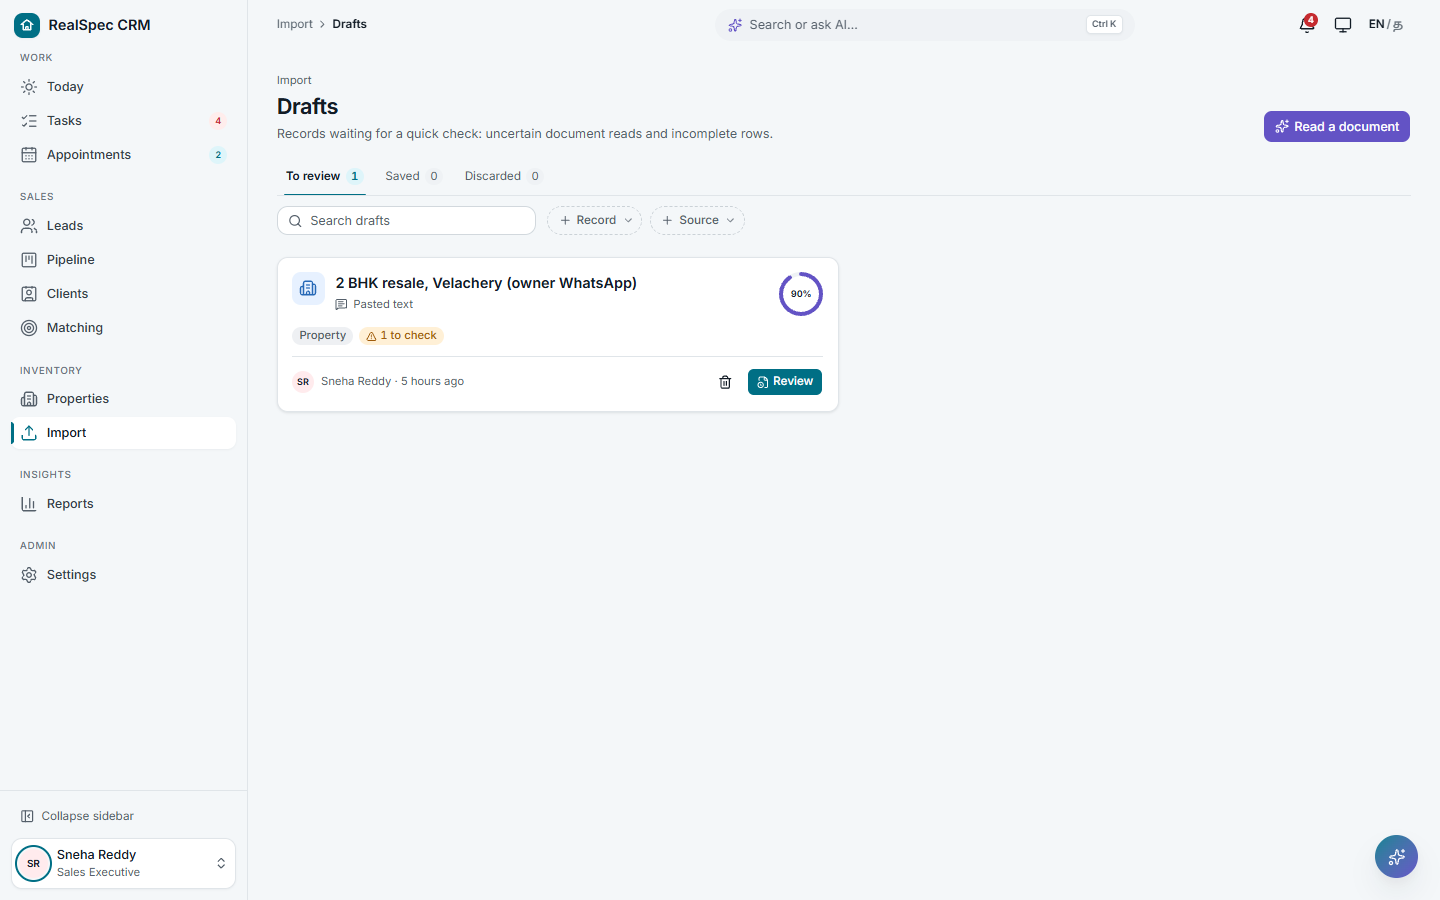 RealSpec CRM
WORK
Today
Tasks 4
Appointments 2
SALES
Leads
Pipeline
Clients
Matching
INVENTORY
Properties
Import
INSIGHTS
Reports
ADMIN
Settings
Collapse sidebar
SR
Sneha Reddy
Sales Executive
Import > Drafts
Search or ask AI... Ctrl K
4
EN / த
Import
Drafts
Records waiting for a quick check: uncertain document reads and incomplete rows.
Read a document
To review 1 Saved 0 Discarded 0
Search drafts
Record
Source
2 BHK resale, Velachery (owner WhatsApp)
Pasted text
90%
Property 1 to check
SR Sneha Reddy · 5 hours ago
Review